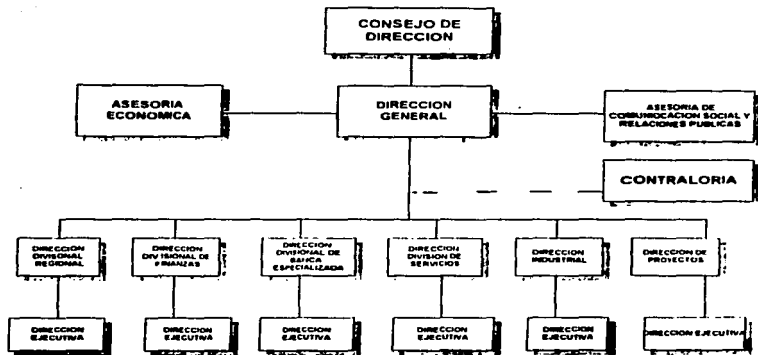 CONSEJO DE
DIRECCION
ASESORIA
ECONOMICA
DIRECCION
GENERAL
ASESORIA DE
COMUNIOCACION SOCIAL Y
RELACIONES PUBLICAS
CONTRALORIA
DIRECCION
DIVISIONAL
REGIONAL
DIRECCION
DIVISIONAL DE
FINANZAS
DIRECCION
DIVISIONAL DE
BANCA
ESPECIALIZADA
DIRECCION
DIVISION DE
SERVICIOS
DIRECCION
INDUSTRIAL
DIRECCION DE
PROYECTOS
DIRECCION
EJECUTIVA
DIRECCION
EJECUTIVA
DIRECCION
EJECUTIVA
DIRECCION
EJECUTIVA
DIRECCION
EJECUTIVA
DIRECCION EJECUTIVA